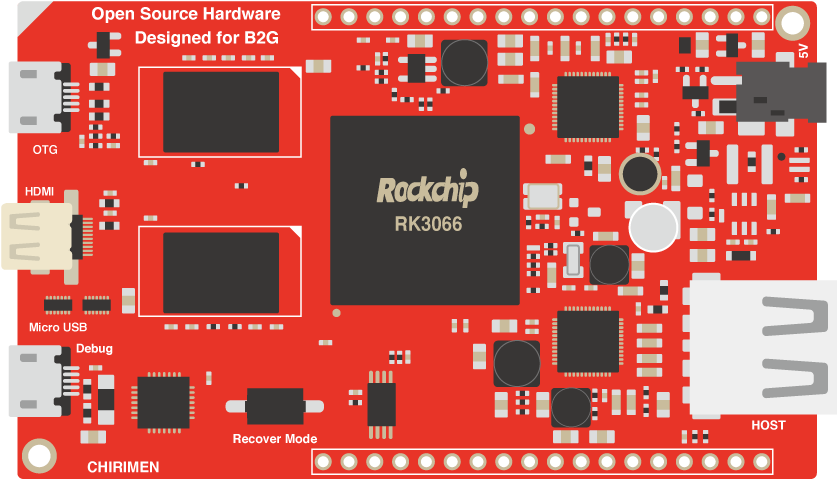 Open Source Hardware
Designed for B2G
5V
OTG
HDMI
Rockchip
RK3066
Micro USB
Debug
HOST
Recover Mode
CHIRIMEN